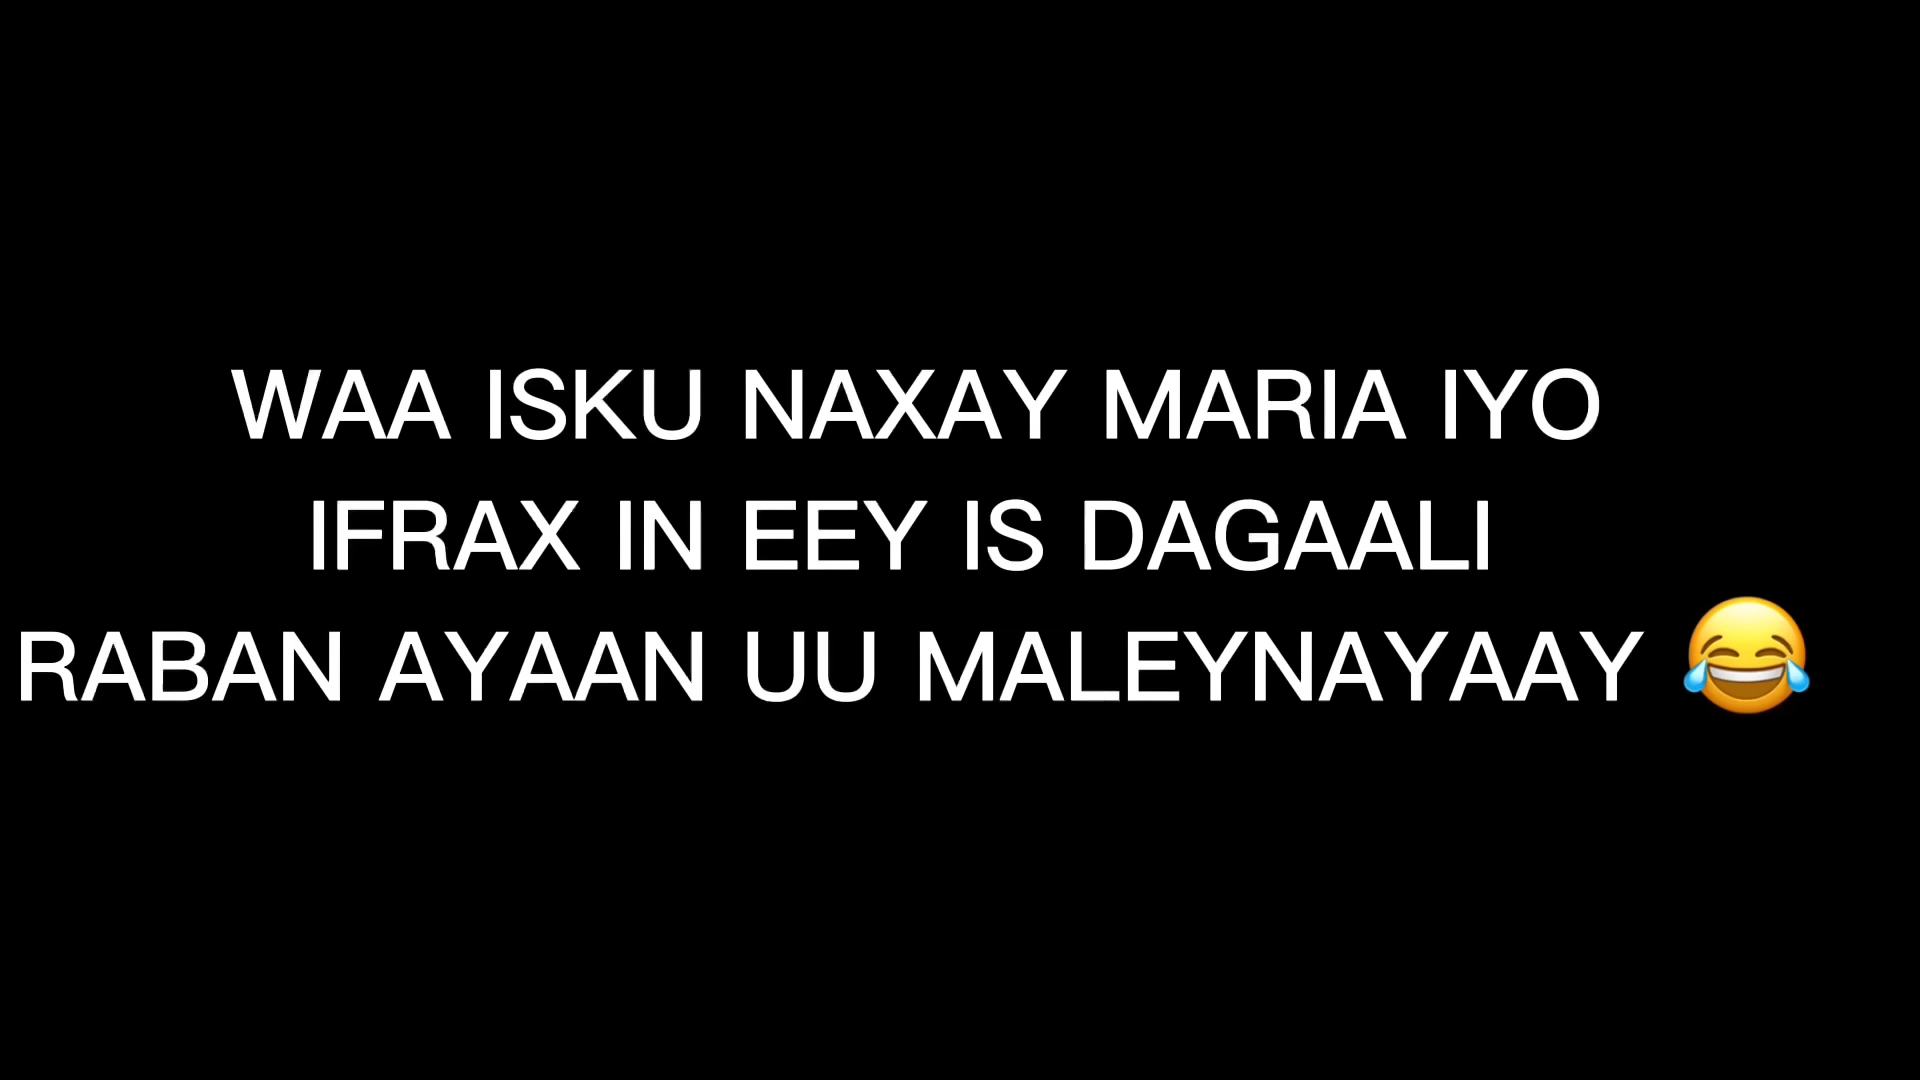 WAA ISKU NAXAY MARIA IYO
IFRAX IN EEY IS DAGAALI
RABAN AYAAN UU MALEYNAYAAY 😂